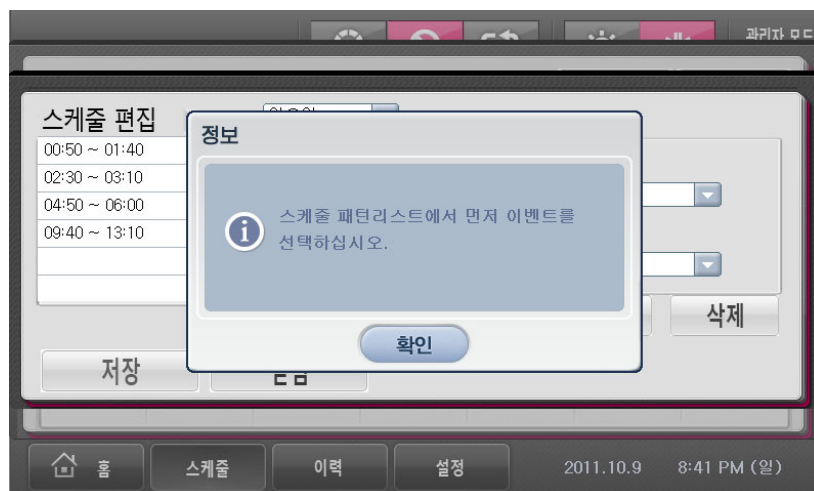 관리자 모드
스케줄 편집
00:50 ~ 01:40
02:30 ~ 03:10
04:50 ~ 06:00
09:40 ~ 13:10
정보
스케줄 패턴리스트에서 먼저 이벤트를
선택하십시오.
확인
삭제
저장
홈
스케줄
이력
설정
2011.10.9
8:41 PM (일)